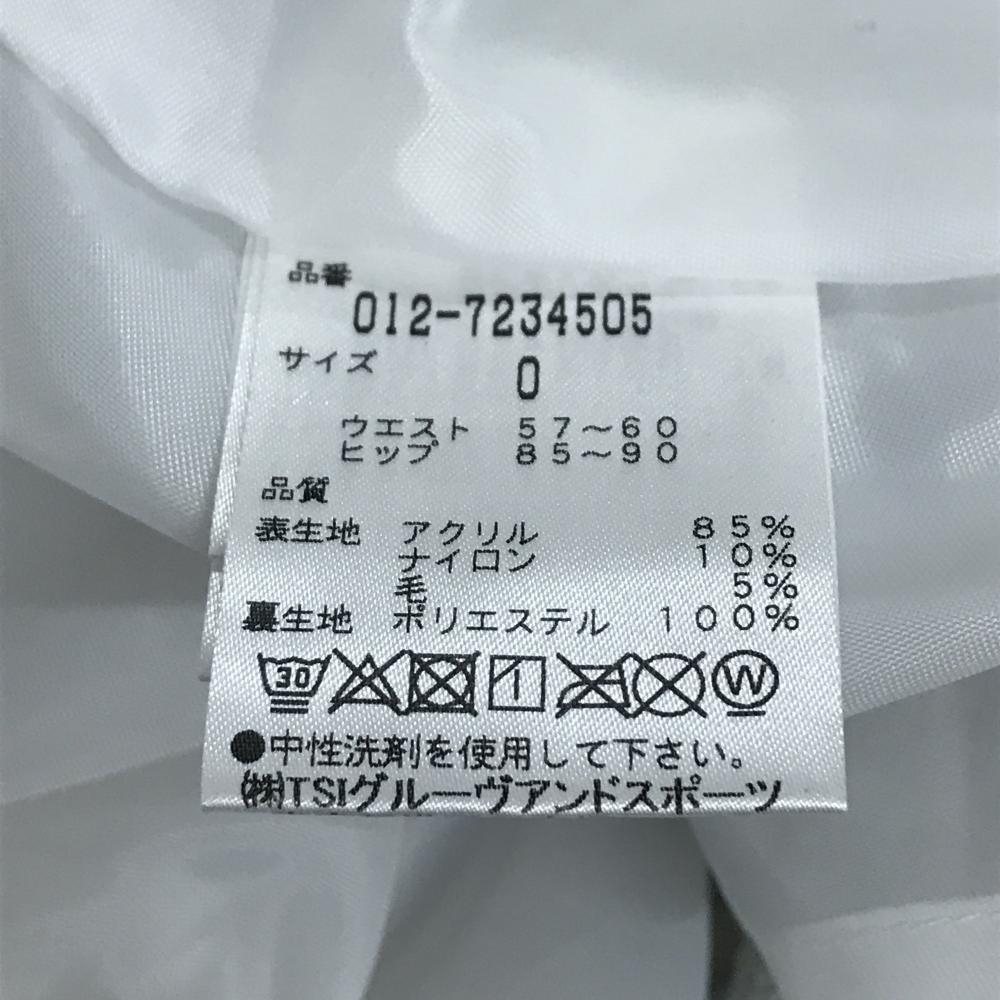 品番
012-7234505
サイズ
0
ウエスト 57~60
ヒップ 85~90
品質
表生地 アクリル 85%
ナイロン 10%
毛 5%
裏生地 ポリエステル 100%
30 1 W
●中性洗剤を使用して下さい。
㈱TSIグルーヴアンドスポーツ